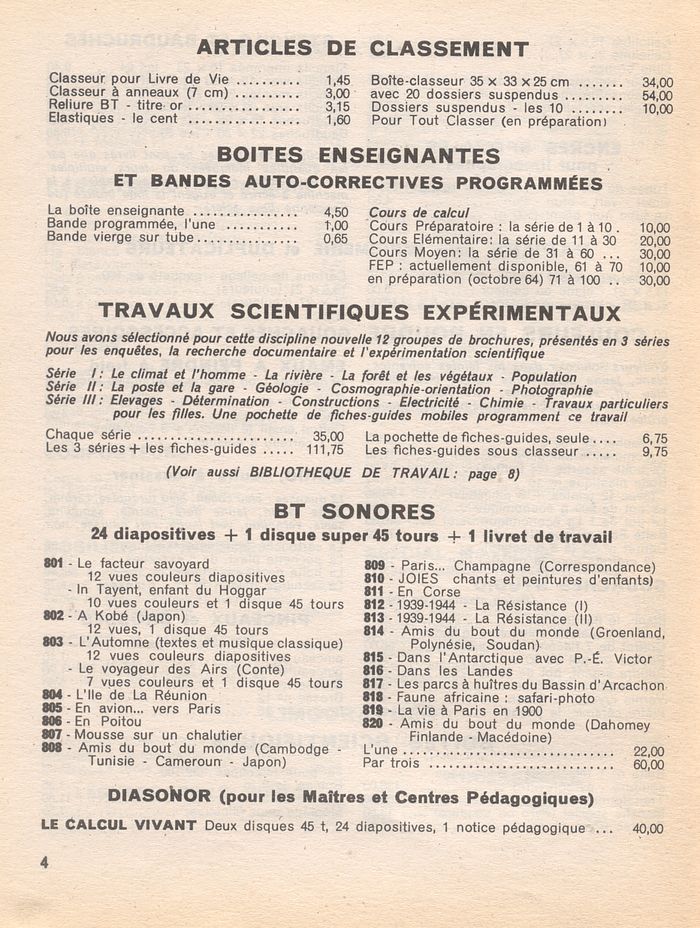 ARTICLES DE CLASSEMENT
Classeur pour Livre de Vie .......... 1,45
Classeur à anneaux (7 cm) .......... 3,00
Reliure BT - titre or ................. 3,15
Elastiques - le cent ................. 1,60
Boîte-classeur 35 × 33 × 25 cm ....... 34,00
avec 20 dossiers suspendus ......... 54,00
Dossiers suspendus - les 10 ......... 10,00
Pour Tout Classer (en préparation)
BOITES ENSEIGNANTES
ET BANDES AUTO-CORRECTIVES PROGRAMMÉES
La boîte enseignante ................ 4,50
Bande programmée, l'une ........... 1,00
Bande vierge sur tube............... 0,65
Cours de calcul
Cours Préparatoire : la série de 1 à 10 . 10,00
Cours Elémentaire: la série de 11 à 30 20,00
Cours Moyen: la série de 31 à 60 ... 30,00
FEP : actuellement disponible, 61 à 70 10,00
en préparation (octobre 64) 71 à 100 .. 30,00
TRAVAUX SCIENTIFIQUES EXPÉRIMENTAUX
Nous avons sélectionné pour cette discipline nouvelle 12 groupes de brochures, présentés en 3 séries
pour les enquêtes, la recherche documentaire et l'expérimentation scientifique
Série I : Le climat et l'homme - La rivière - La forêt et les végétaux - Population
Série II : La poste et la gare - Géologie - Cosmographie-orientation - Photographie
Série III : Elevages - Détermination - Constructions - Electricité - Chimie - Travaux particuliers
pour les filles. Une pochette de fiches-guides mobiles programment ce travail
Chaque série ........................ 35,00
Les 3 séries + les fiches-guides ..... 111,75
La pochette de fiches-guides, seule .... 6,75
Les fiches-guides sous classeur ...... 9,75
(Voir aussi BIBLIOTHEQUE DE TRAVAIL : page 8)
BT SONORES
24 diapositives + 1 disque super 45 tours + 1 livret de travail
801 - Le facteur savoyard
12 vues couleurs diapositives
- In Tayent, enfant du Hoggar
10 vues couleurs et 1 disque 45 tours
802 - A Kobé (Japon)
12 vues, 1 disque 45 tours
803 - L'Automne (textes et musique classique)
12 vues couleurs diapositives
- Le voyageur des Airs (Conte)
7 vues couleurs et 1 disque 45 tours
804 - L'Ile de La Réunion
805 - En avion... vers Paris
806 - En Poitou
807 - Mousse sur un chalutier
808 - Amis du bout du monde (Cambodge -
Tunisie - Cameroun - Japon)
809 - Paris... Champagne (Correspondance)
810 - JOIES chants et peintures d'enfants)
811 - En Corse
812 - 1939-1944 - La Résistance (I)
813 - 1939-1944 - La Résistance (II)
814 - Amis du bout du monde (Groenland,
Polynésie, Soudan)
815 - Dans l'Antarctique avec P.-É. Victor
816 - Dans les Landes
817 - Les parcs à huîtres du Bassin d'Arcachon
818 - Faune africaine : safari-photo
819 - La vie à Paris en 1900
820 - Amis du bout du monde (Dahomey
Finlande - Macédoine)
L'une ................................ 22,00
Par trois ............................. 60,00
DIASONOR (pour les Maîtres et Centres Pédagogiques)
LE CALCUL VIVANT Deux disques 45 t, 24 diapositives, 1 notice pédagogique ... 40,00
4